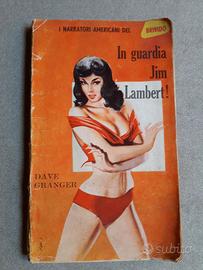 I NARRATORI AMERICANI DEL
BRIVIDO
In guardia
Jim
Lambert!
DAVE
GRANGER
subito